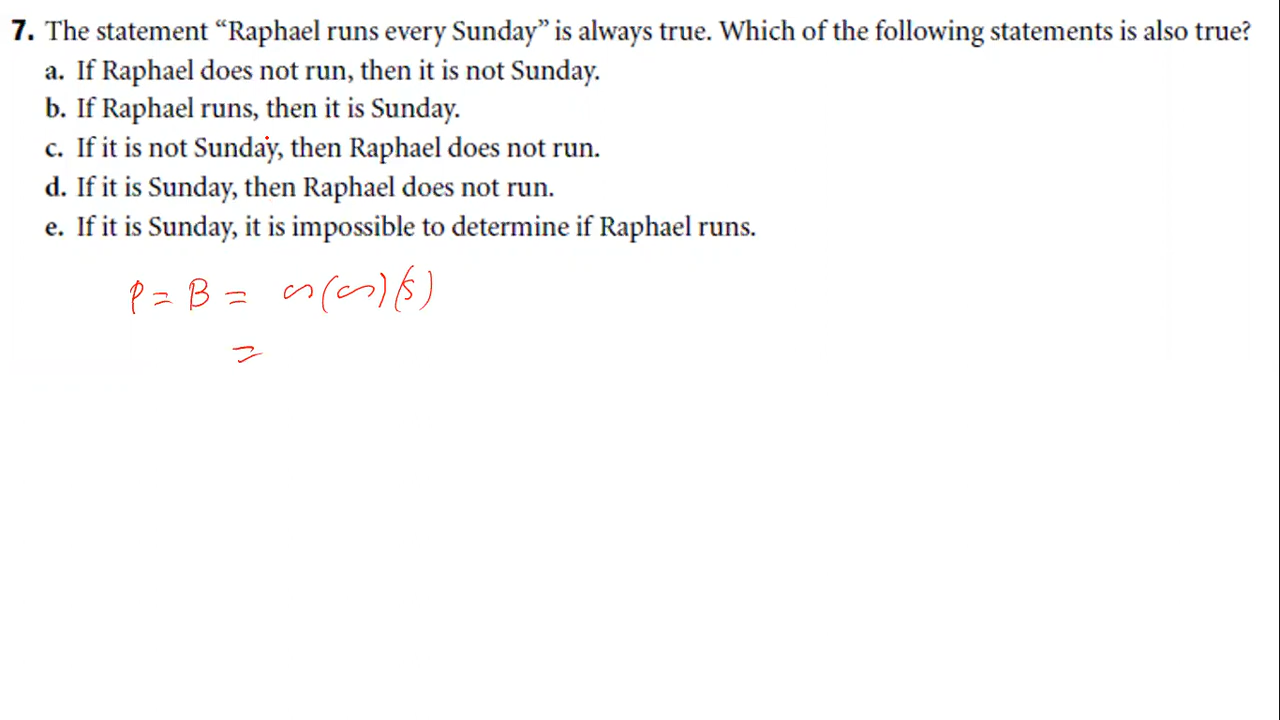 7. The statement “Raphael runs every Sunday” is always true. Which of the following statements is also true?
a. If Raphael does not run, then it is not Sunday.
b. If Raphael runs, then it is Sunday.
c. If it is not Sunday, then Raphael does not run.
d. If it is Sunday, then Raphael does not run.
e. If it is Sunday, it is impossible to determine if Raphael runs.
P = B =
=